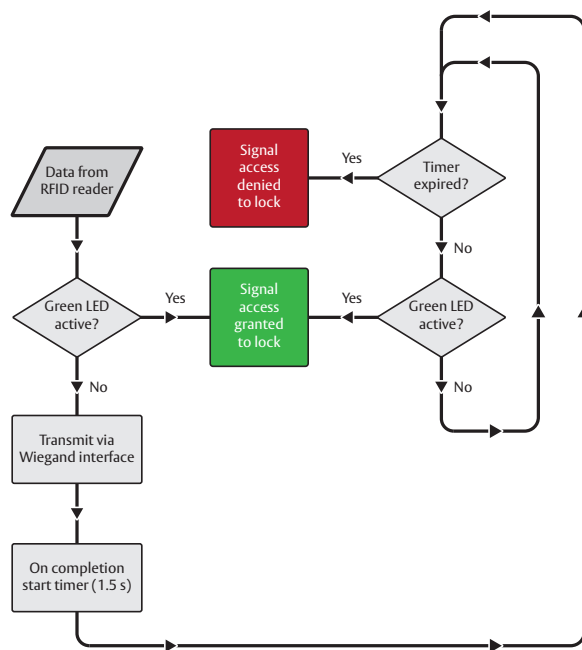 Data from
RFID reader
Signal
access
denied
to lock
Yes
Timer
expired?
No
Green LED
active?
Yes
Signal
access
granted
to lock
Yes
Green LED
active?
No
No
Transmit via
Wiegand interface
On completion
start timer (1.5 s)